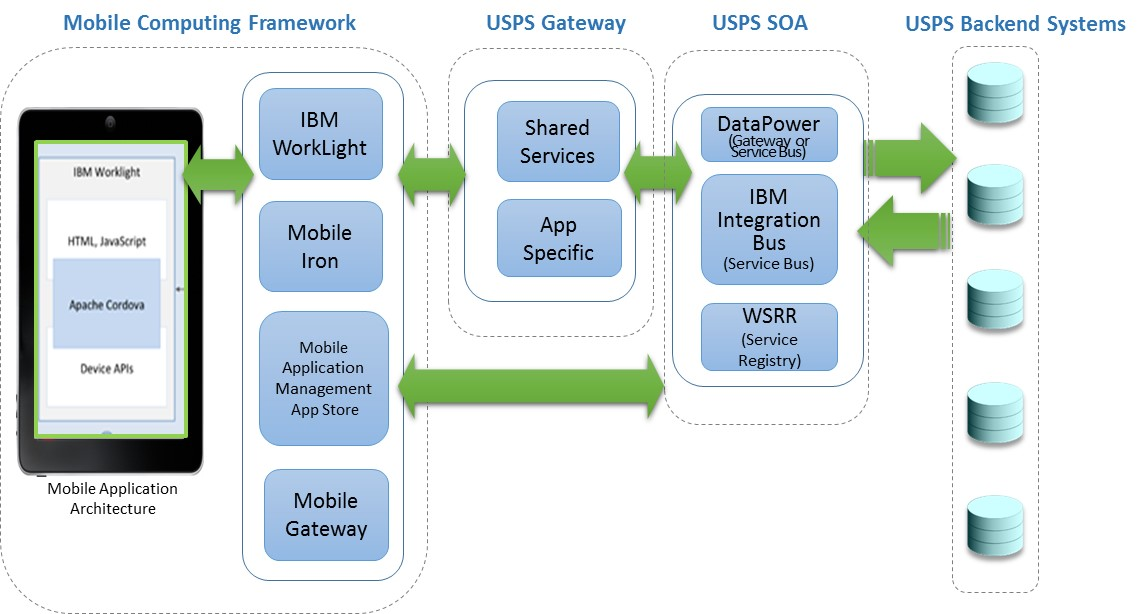 Mobile Computing Framework
USPS Gateway
USPS SOA
USPS Backend Systems
IBM Worklight
HTML, JavaScript
Apache Cordova
Device APIs
Mobile Application
Architecture
IBM
WorkLight
Mobile
Iron
Mobile
Application
Management
App Store
Mobile
Gateway
Shared
Services
App
Specific
DataPower
(Gateway or
Service Bus)
IBM
Integration
Bus
(Service Bus)
WSRR
(Service
Registry)